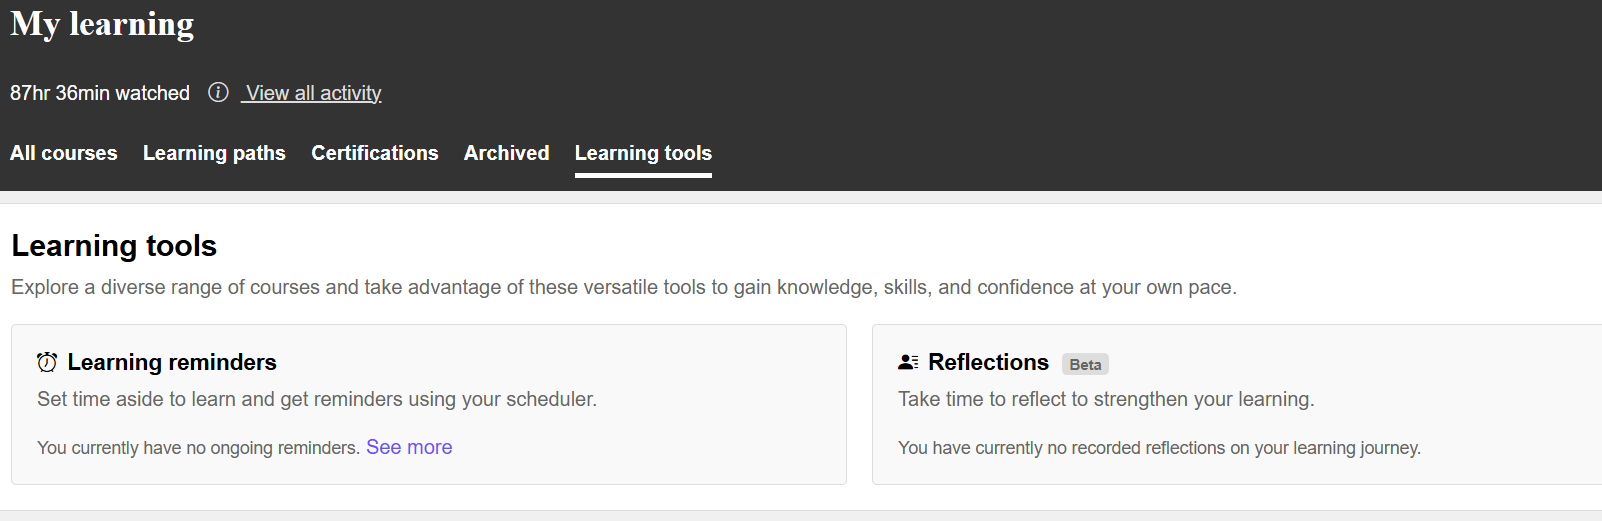 My learning
87hr 36min watched View all activity
All courses Learning paths Certifications Archived Learning tools
Learning tools
Explore a diverse range of courses and take advantage of these versatile tools to gain knowledge, skills, and confidence at your own pace.
Learning reminders
Set time aside to learn and get reminders using your scheduler.
You currently have no ongoing reminders. See more
Reflections Beta
Take time to reflect to strengthen your learning.
You have currently no recorded reflections on your learning journey.